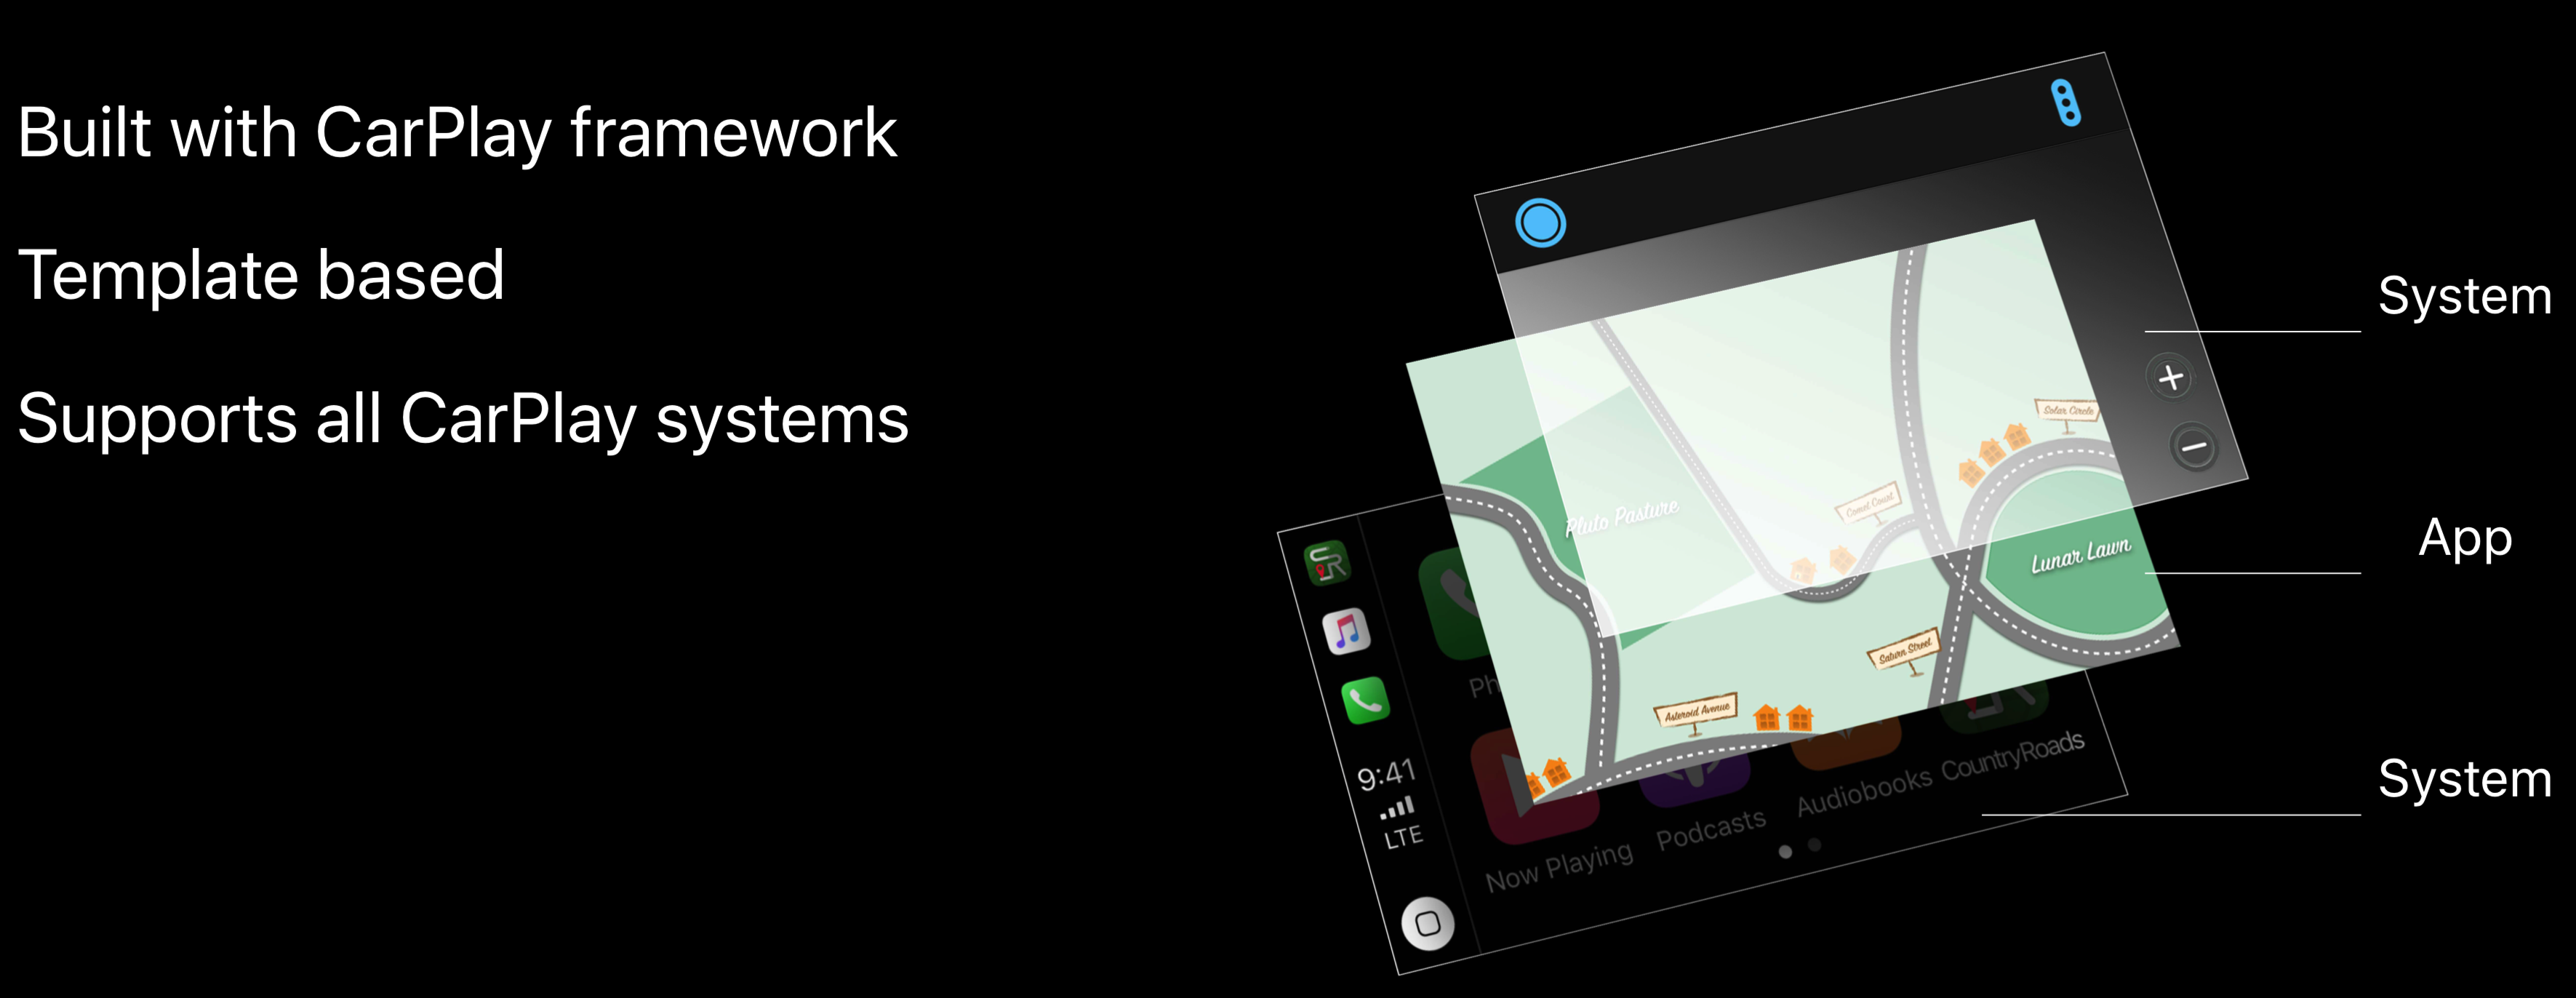 Built with CarPlay framework
Template based
Supports all CarPlay systems
System
App
System
Solar Circle
Comet Court
Pluto Pasture
Lunar Lawn
Saturn Street
Asteroid Avenue
9:41
LTE
Now Playing
Podcasts
Audiobooks
CountryRoads